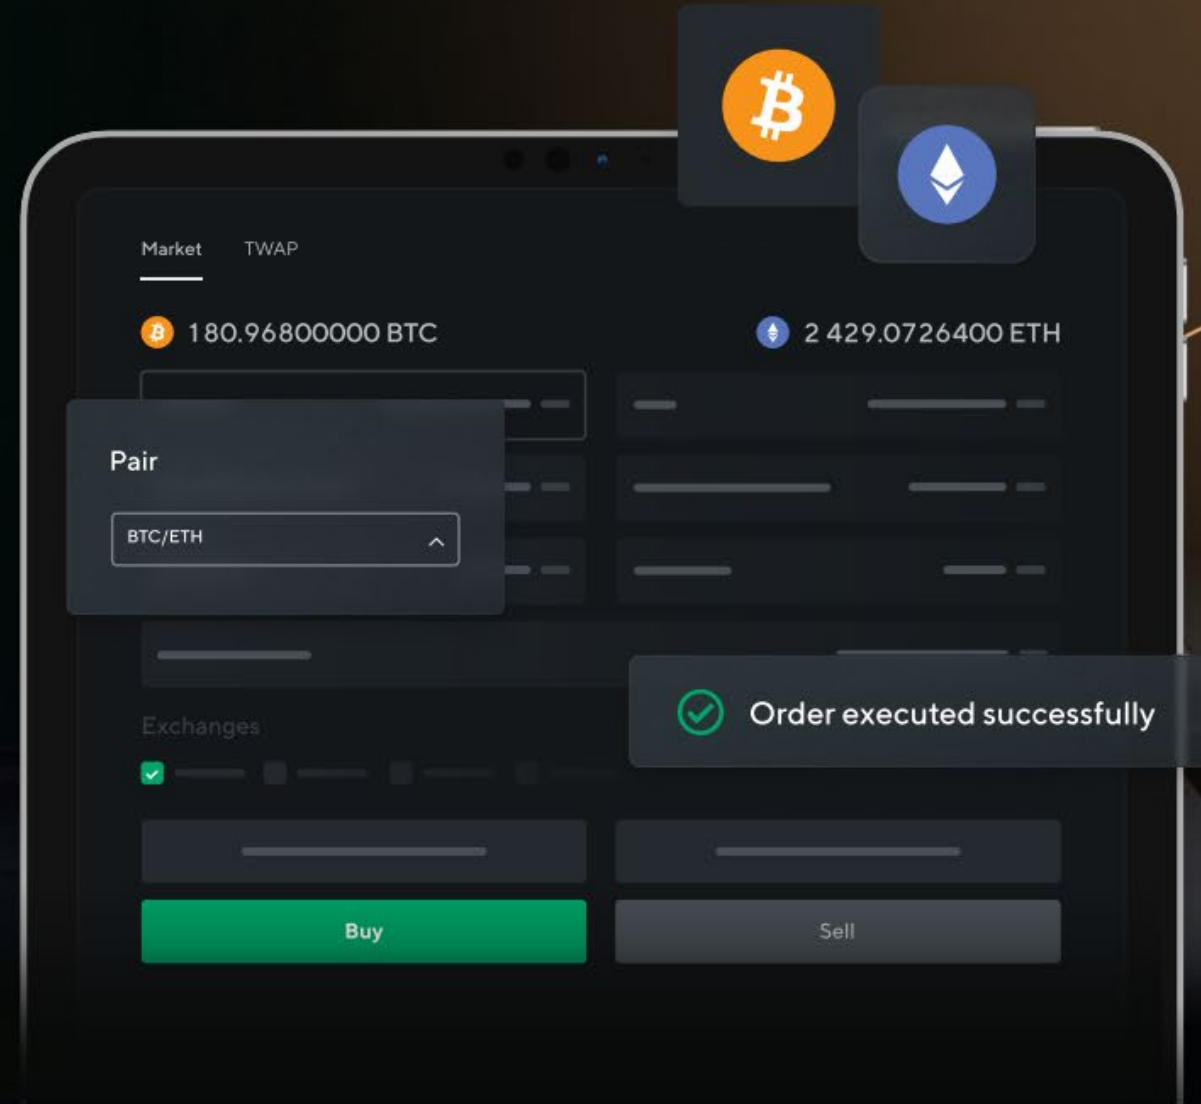 Market TWAP
180.96800000 BTC 2 429.0726400 ETH
Pair
BTC/ETH
Order executed successfully
Exchanges
Buy Sell